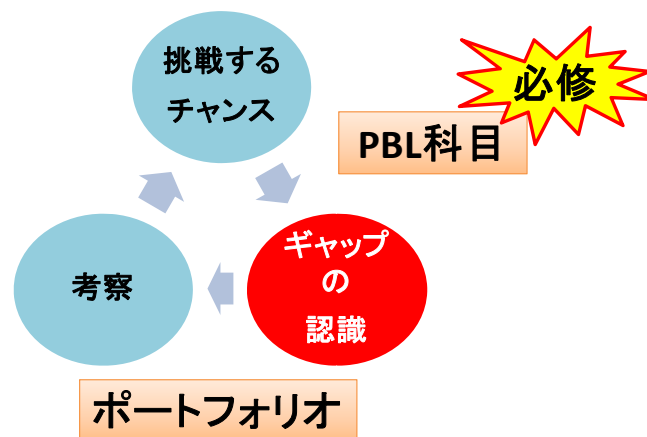 挑戦する
チャンス
必修
PBL科目
ギャップ
の
認識
考察
ポートフォリオ